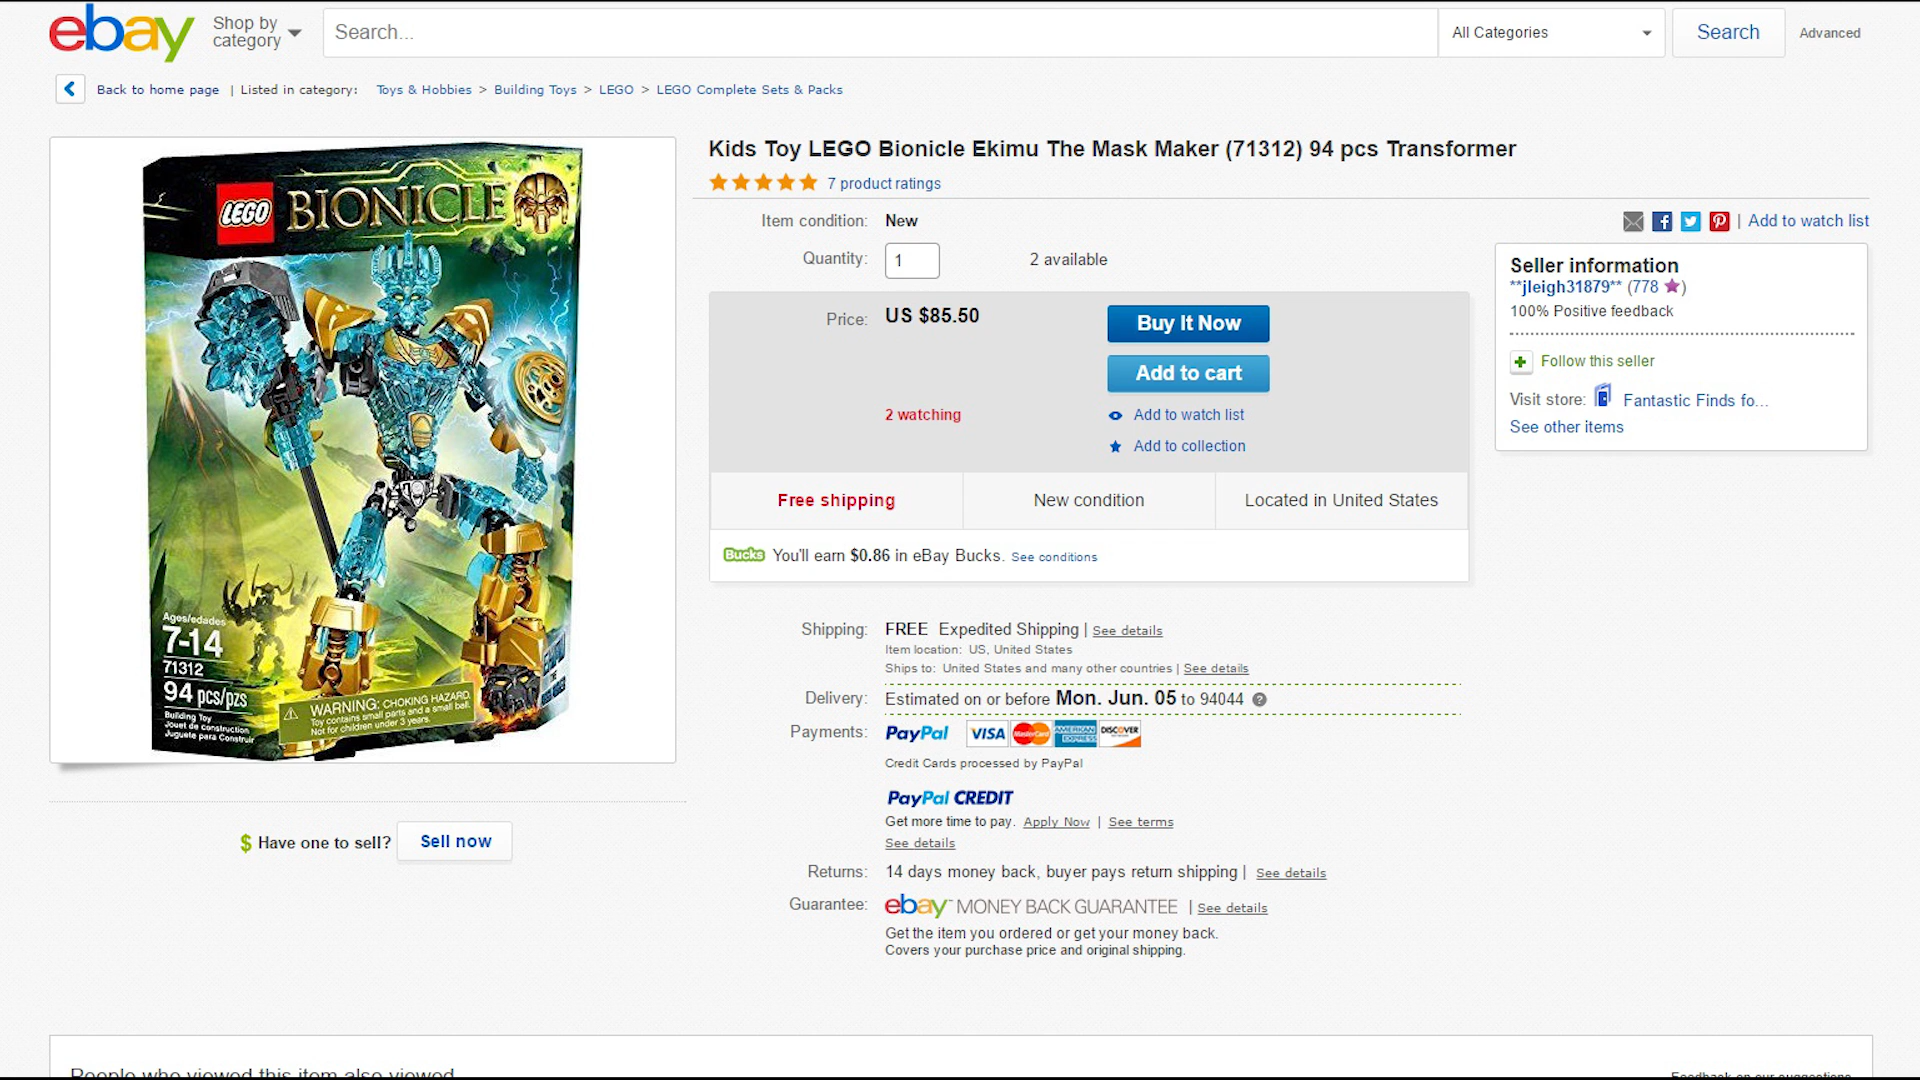 ebay
Shop by
category
Search...
All Categories
Search
Advanced
Back to home page | Listed in category: Toys & Hobbies > Building Toys > LEGO > LEGO Complete Sets & Packs
LEGO BIONICLE
Ages/edades
7-14
71312
94 pcs/pzs
Building Toy
Jouet de construction
Juguete para Construir
WARNING: CHOKING HAZARD.
Toy contains small parts and a small ball.
Not for children under 3 years.
$ Have one to sell? Sell now
Kids Toy LEGO Bionicle Ekimu The Mask Maker (71312) 94 pcs Transformer
7 product ratings
Item condition: New
Quantity: 1 2 available
Price: US $85.50
Buy It Now
Add to cart
2 watching
Add to watch list
Add to collection
Free shipping
New condition
Located in United States
Bucks You'll earn $0.86 in eBay Bucks. See conditions
Shipping: FREE Expedited Shipping | See details
Item location: US, United States
Ships to: United States and many other countries | See details
Delivery: Estimated on or before Mon. Jun. 05 to 94044 ?
Payments: PayPal VISA MasterCard AMERICAN EXPRESS DISCOVER
Credit Cards processed by PayPal
PayPal CREDIT
Get more time to pay. Apply Now | See terms
See details
Returns: 14 days money back, buyer pays return shipping | See details
Guarantee: ebay MONEY BACK GUARANTEE | See details
Get the item you ordered or get your money back.
Covers your purchase price and original shipping.
| Add to watch list
Seller information
**jleigh31879** (778 )
100% Positive feedback
Follow this seller
Visit store: Fantastic Finds fo...
See other items
People who viewed this item also viewed
Feedback on our suggestions